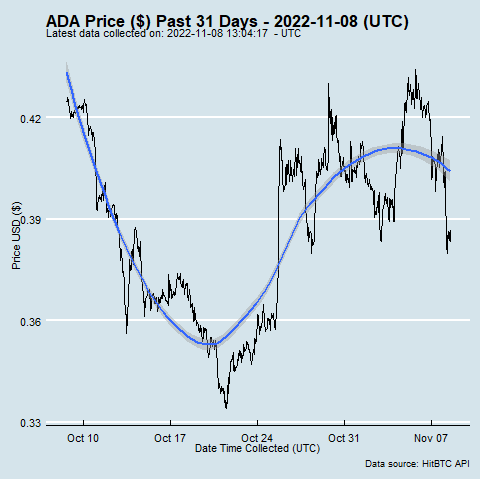 ADA Price ($) Past 31 Days - 2022-11-08 (UTC)
Latest data collected on: 2022-11-08 13:04:17  - UTC
Price USD ($)
0.42
0.39
0.36
0.33
Oct 10 Oct 17 Oct 24 Oct 31 Nov 07
Date Time Collected (UTC)
Data source: HitBTC API